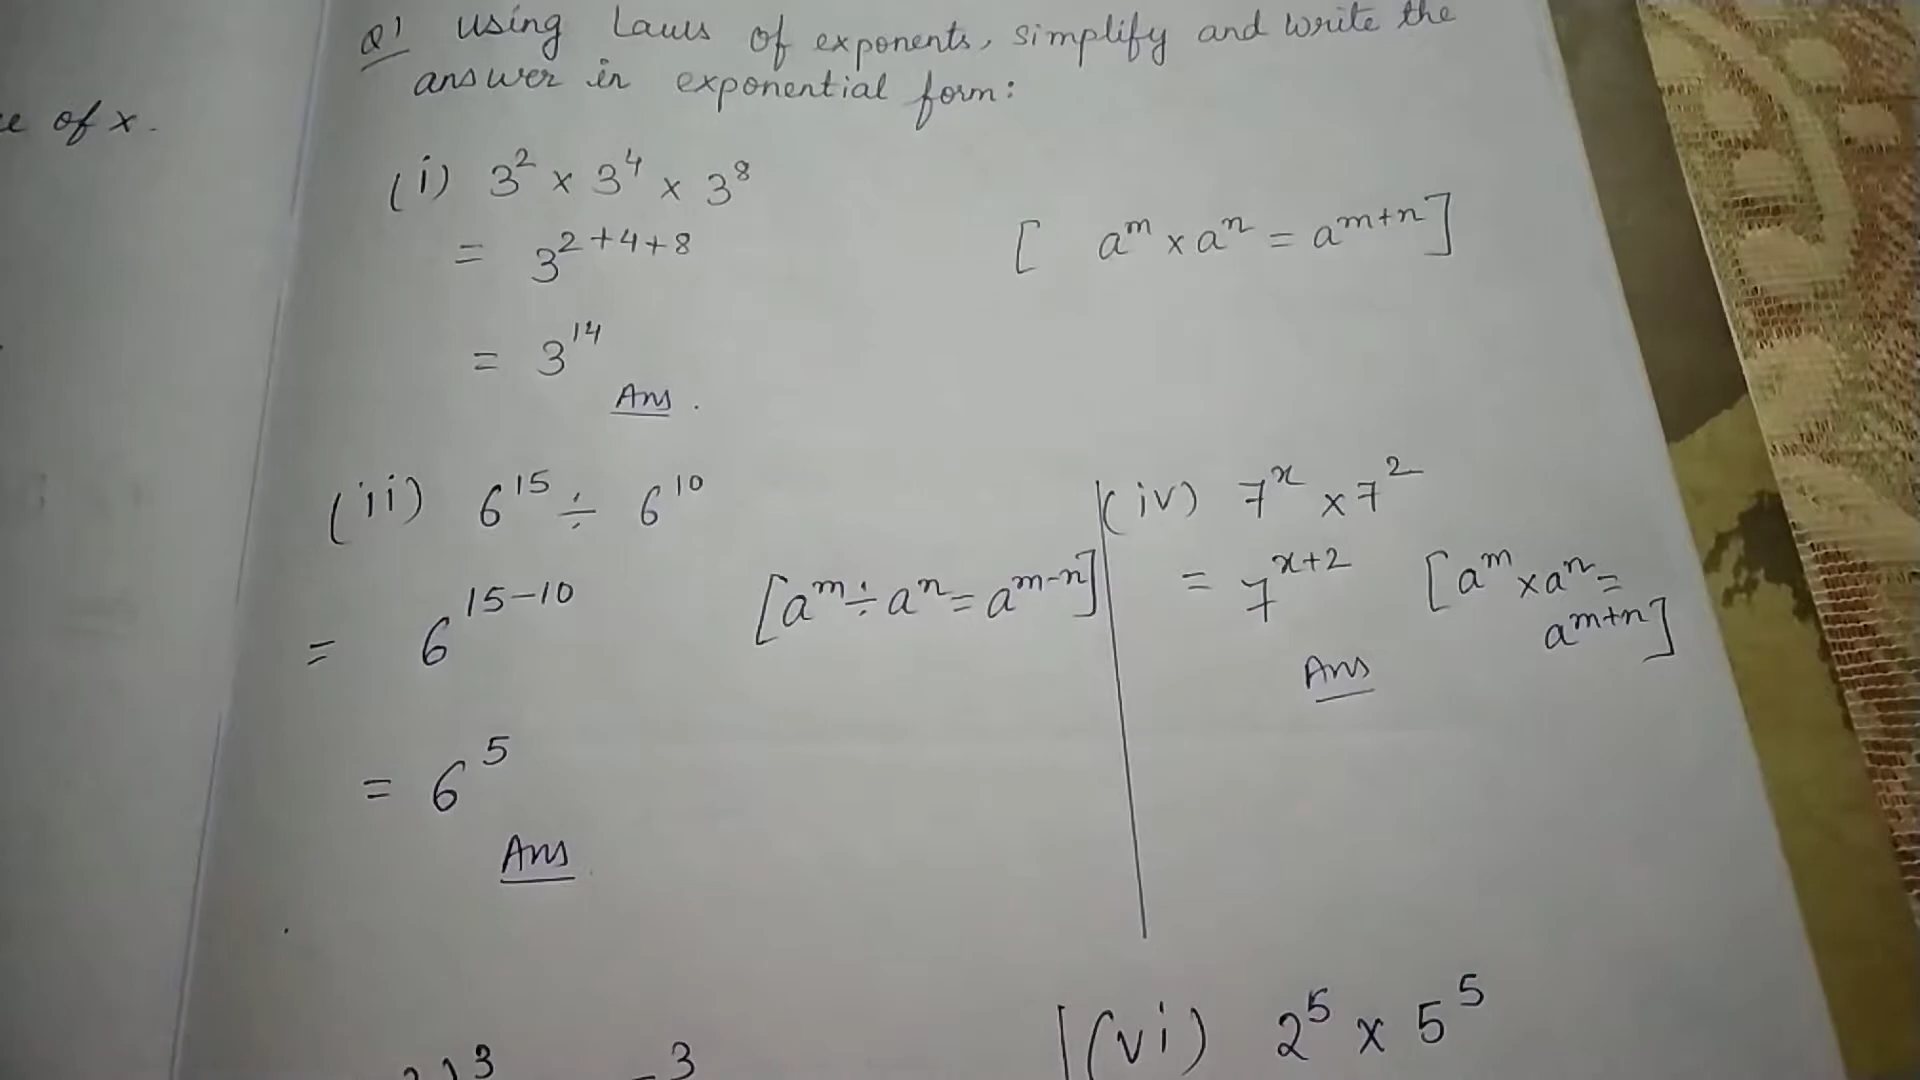 e of x.
Q1 using Laws of exponents, simplify and write the
answer in exponential form:
(i) 3² × 3⁴ × 3⁸
= 3²⁺⁴⁺⁸ [ aᵐ × aⁿ = aᵐ⁺ⁿ ]
= 3¹⁴
Ans.
(ii) 6¹⁵ ÷ 6¹⁰
= 6¹⁵⁻¹⁰ [aᵐ ÷ aⁿ = aᵐ⁻ⁿ]
= 6⁵
Ans
(iv) 7ˣ × 7²
= 7ˣ⁺² [aᵐ × aⁿ =
aᵐ⁺ⁿ]
Ans
(vi) 2⁵ × 5⁵